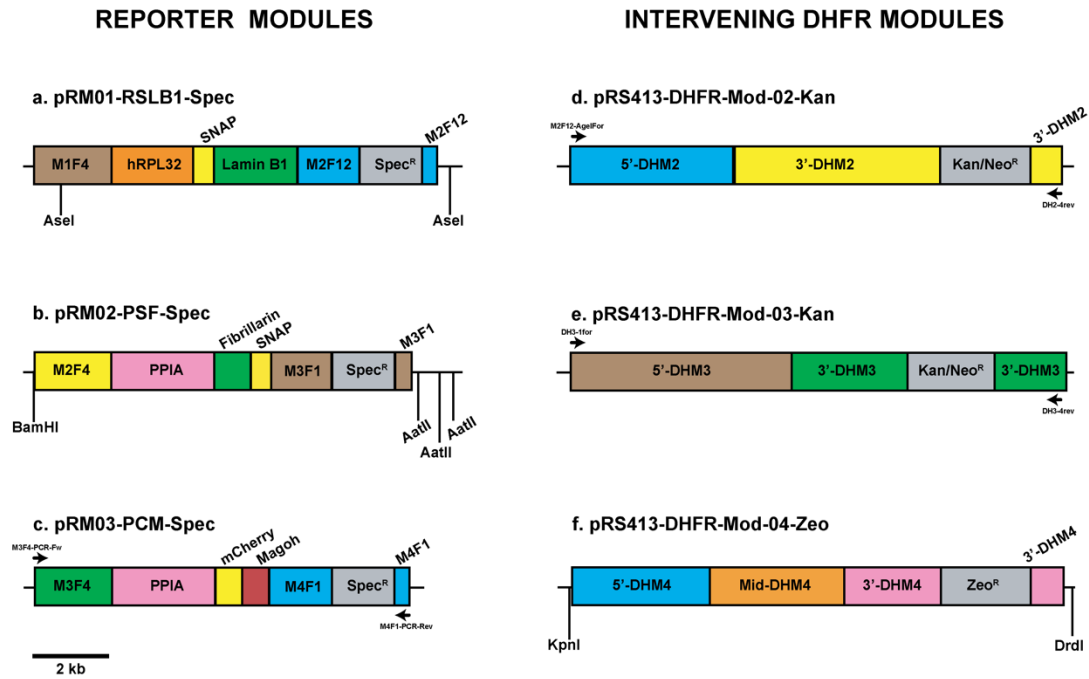 REPORTER MODULES
INTERVENING DHFR MODULES
a. pRM01-RSLB1-Spec
SNAP
M2F12
M1F4
hRPL32
Lamin B1
M2F12
Specᴿ
AseI
AseI
b. pRM02-PSF-Spec
Fibrillarin
SNAP
M3F1
M2F4
PPIA
M3F1
Specᴿ
BamHI
AatII
AatII
AatII
c. pRM03-PCM-Spec
M3F4-PCR-Fw
mCherry
Magoh
M4F1
M3F4
PPIA
M4F1
Specᴿ
M4F1-PCR-Rev
2 kb
d. pRS413-DHFR-Mod-02-Kan
M2F12-AgeIFor
3'-DHM2
5'-DHM2
3'-DHM2
Kan/Neoᴿ
DH2-4rev
e. pRS413-DHFR-Mod-03-Kan
DH3-1for
5'-DHM3
3'-DHM3
Kan/Neoᴿ
3'-DHM3
DH3-4rev
f. pRS413-DHFR-Mod-04-Zeo
3'-DHM4
5'-DHM4
Mid-DHM4
3'-DHM4
Zeoᴿ
KpnI
DrdI